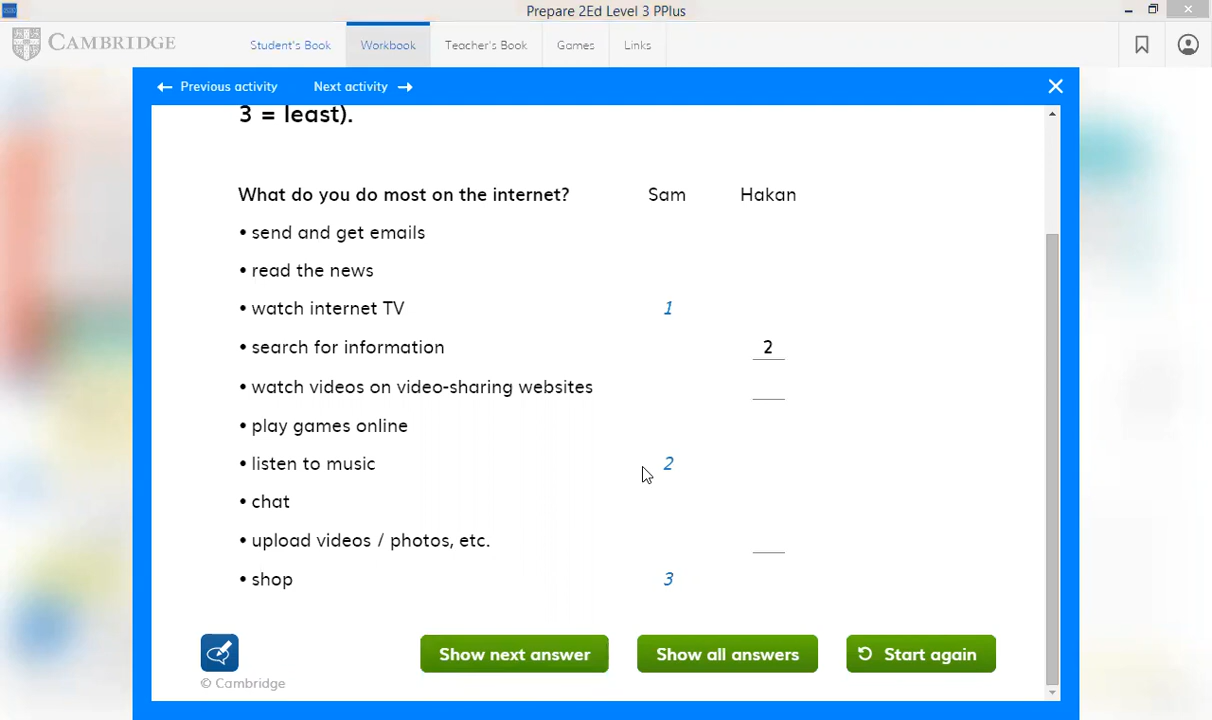 Prepare 2Ed Level 3 PPlus
CAMBRIDGE Student's Book Workbook Teacher's Book Games Links
← Previous activity Next activity →
3 = least).
What do you do most on the internet? Sam Hakan
• send and get emails
• read the news
• watch internet TV 1
• search for information 2
• watch videos on video-sharing websites
• play games online
• listen to music 2
• chat
• upload videos / photos, etc.
• shop 3
Show next answer Show all answers Start again
© Cambridge